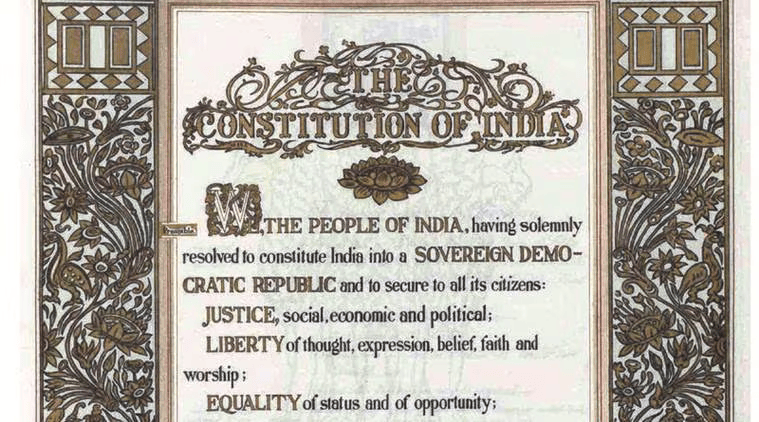 THE
CONSTITUTION OF INDIA
Preamble
WE, THE PEOPLE OF INDIA, having solemnly
resolved to constitute India into a SOVEREIGN DEMO-
CRATIC REPUBLIC and to secure to all its citizens:
JUSTICE, social, economic and political;
LIBERTY of thought, expression, belief, faith and
worship;
EQUALITY of status and of opportunity;